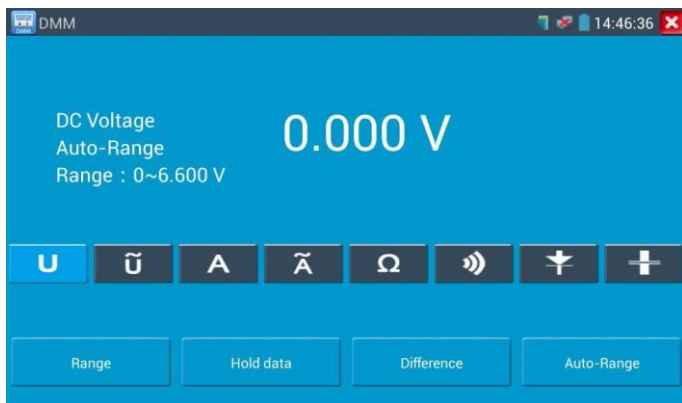 DMM
14:46:36
DC Voltage
0.000 V
Auto-Range
Range : 0~6.600 V
U Ũ A Ã Ω
Range Hold data Difference Auto-Range